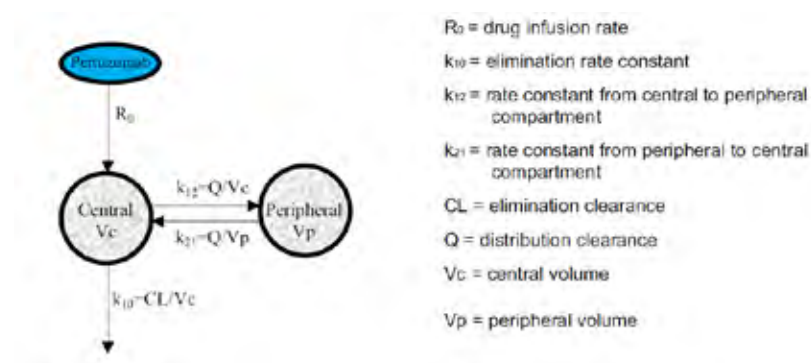 Pertuzumab
R₀
k₁₂=Q/Vc
Central
Vc
Peripheral
Vp
k₂₁=Q/Vp
k₁₀=CL/Vc
R₀ = drug infusion rate
k₁₀ = elimination rate constant
k₁₂ = rate constant from central to peripheral
compartment
k₂₁ = rate constant from peripheral to central
compartment
CL = elimination clearance
Q = distribution clearance
Vc = central volume
Vp = peripheral volume